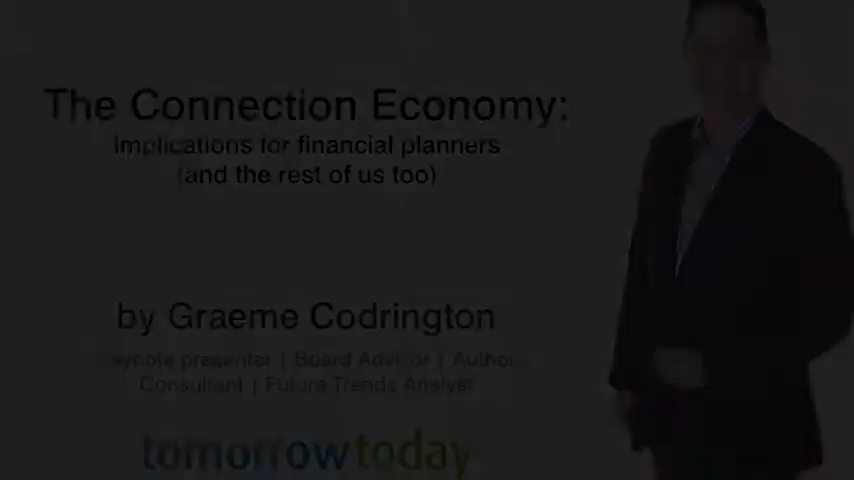 The Connection Economy:
implications for financial planners
(and the rest of us too)
by Graeme Codrington
Keynote presenter | Board Advisor | Author
Consultant | Future Trends Analyst
tomorrowtoday